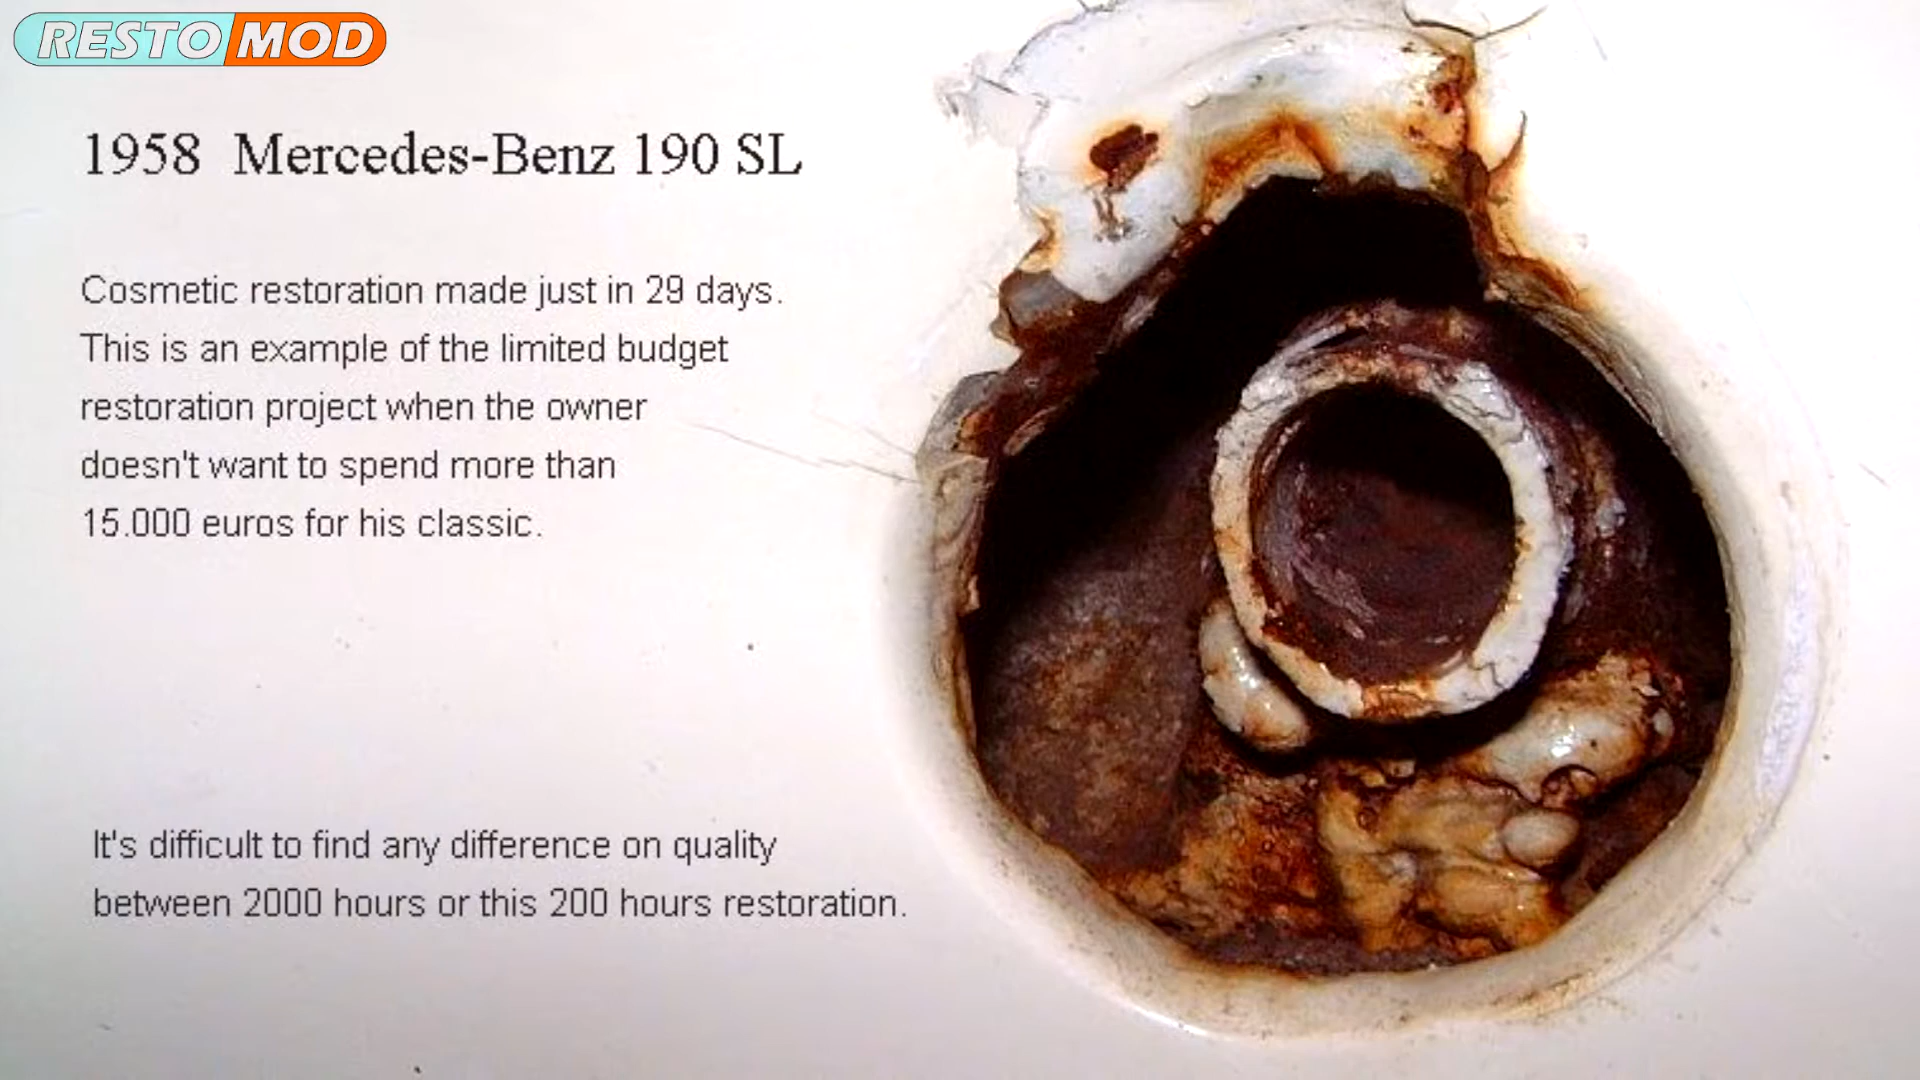 RESTOMOD
1958 Mercedes-Benz 190 SL
Cosmetic restoration made just in 29 days.
This is an example of the limited budget
restoration project when the owner
doesn't want to spend more than
15.000 euros for his classic.
It's difficult to find any difference on quality
between 2000 hours or this 200 hours restoration.